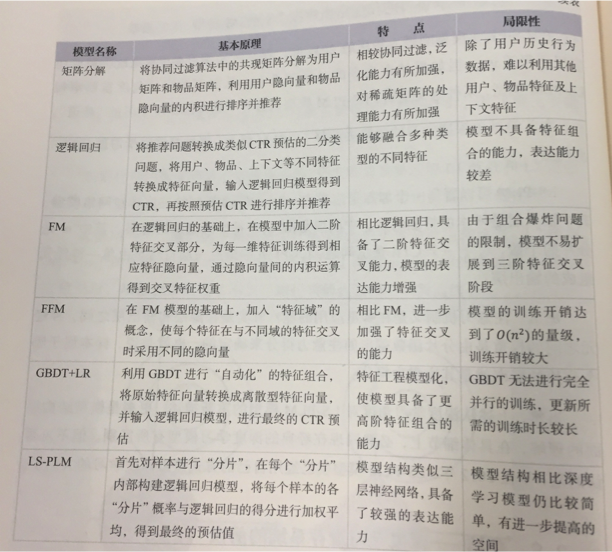 续表
模型名称 基本原理 特 点 局限性
矩阵分解
将协同过滤算法中的共现矩阵分解为用户
矩阵和物品矩阵，利用用户隐向量和物品
隐向量的内积进行排序并推荐
相较协同过滤，泛
化能力有所加强，
对稀疏矩阵的处
理能力有所加强
除了用户历史行为
数据，难以利用其他
用户、物品特征及上
下文特征
逻辑回归
将推荐问题转换成类似 CTR 预估的二分类
问题，将用户、物品、上下文等不同特征
转换成特征向量，输入逻辑回归模型得到
CTR，再按照预估 CTR 进行排序并推荐
能够融合多种类
型的不同特征
模型不具备特征组
合的能力，表达能力
较差
FM
在逻辑回归的基础上，在模型中加入二阶
特征交叉部分，为每一维特征训练得到相
应特征隐向量，通过隐向量间的内积运算
得到交叉特征权重
相比逻辑回归，具
备了二阶特征交
叉能力，模型的表
达能力增强
由于组合爆炸问题
的限制，模型不易扩
展到三阶特征交叉
阶段
FFM
在 FM 模型的基础上，加入“特征域”的
概念，使每个特征在与不同域的特征交叉
时采用不同的隐向量
相比 FM，进一步
加强了特征交叉
的能力
模型的训练开销达
到了 O(n²)的量级，
训练开销较大
GBDT+LR
利用 GBDT 进行“自动化”的特征组合，
将原始特征向量转换成离散型特征向量，
并输入逻辑回归模型，进行最终的 CTR 预
估
特征工程模型化，
使模型具备了更
高阶特征组合的
能力
GBDT 无法进行完全
并行的训练，更新所
需的训练时长较长
LS-PLM
首先对样本进行“分片”，在每个“分片”
内部构建逻辑回归模型，将每个样本的各
“分片”概率与逻辑回归的得分进行加权平
均，得到最终的预估值
模型结构类似三
层神经网络，具备
了较强的表达能
力
模型结构相比深度
学习模型仍比较简
单，有进一步提高的
空间